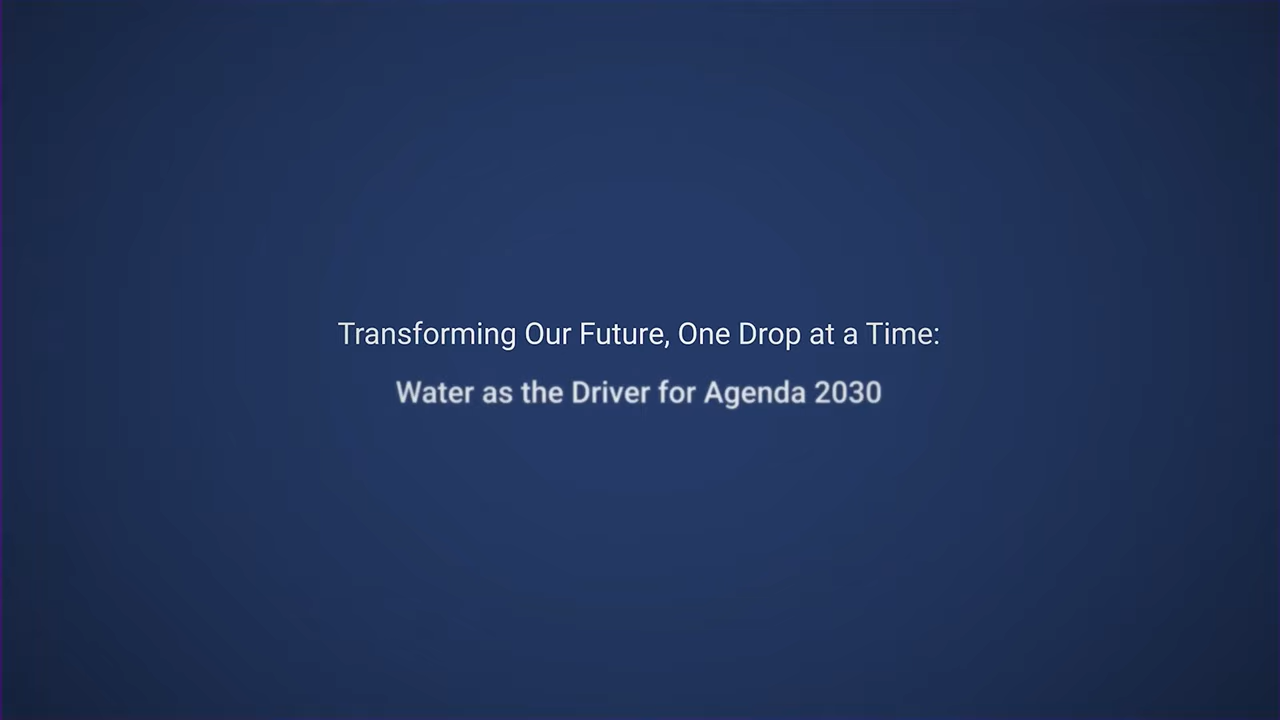 Transforming Our Future, One Drop at a Time:
Water as the Driver for Agenda 2030